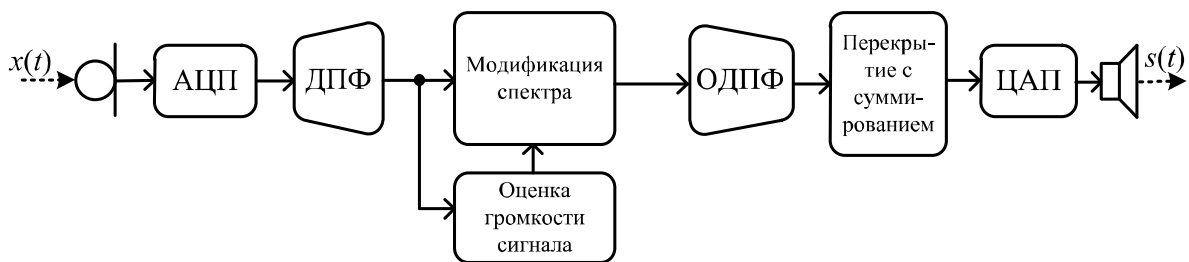 x(t)
АЦП
ДПФ
Модификация
спектра
Оценка
громкости
сигнала
ОДПФ
Перекры-
тие с
сумми-
рованием
ЦАП
s(t)